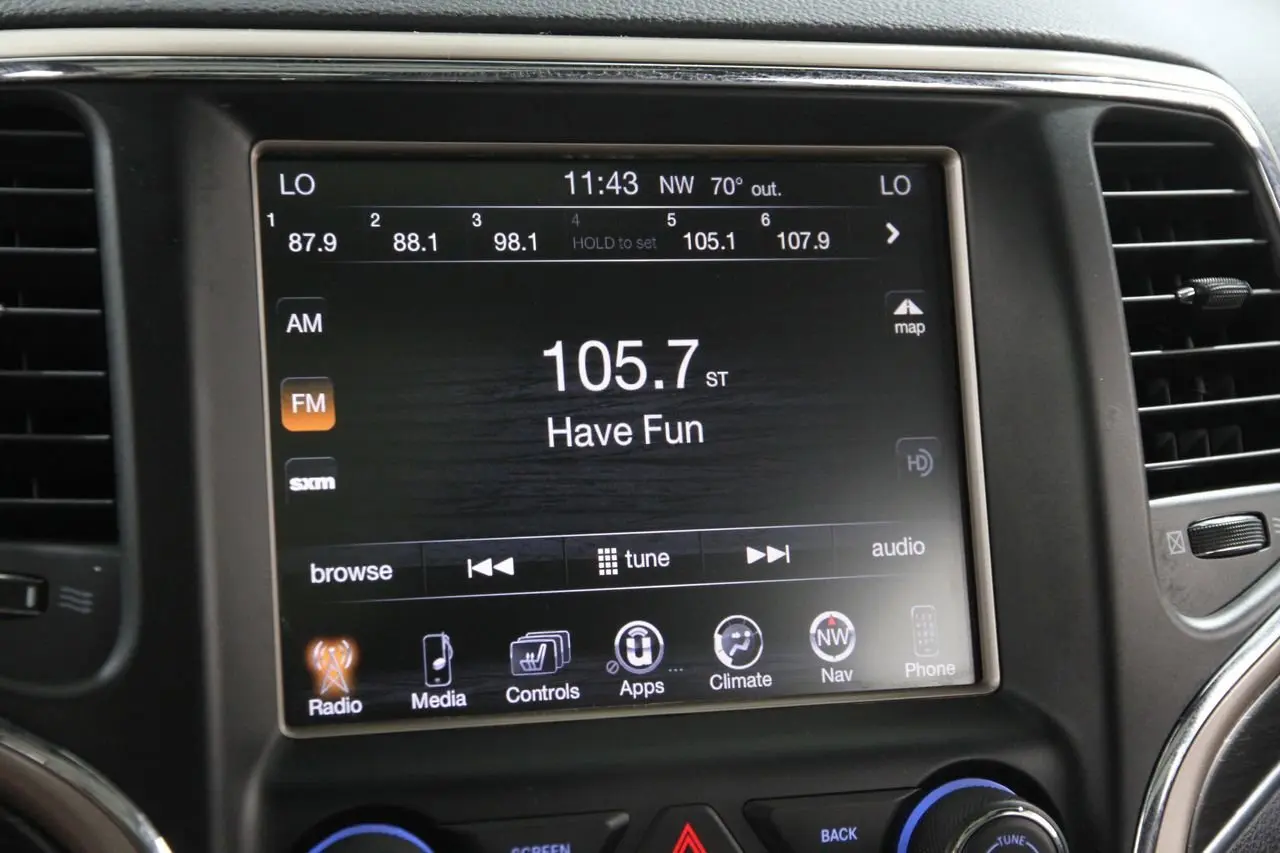 LO 11:43 NW 70° out. LO
1 87.9 2 88.1 3 98.1 4 HOLD to set 5 105.1 6 107.9
AM
map
105.7 ST
FM
Have Fun
HD
sxm
browse tune audio
NW
Radio Media Controls Apps ... Climate Nav Phone
SCREEN BACK TUNE